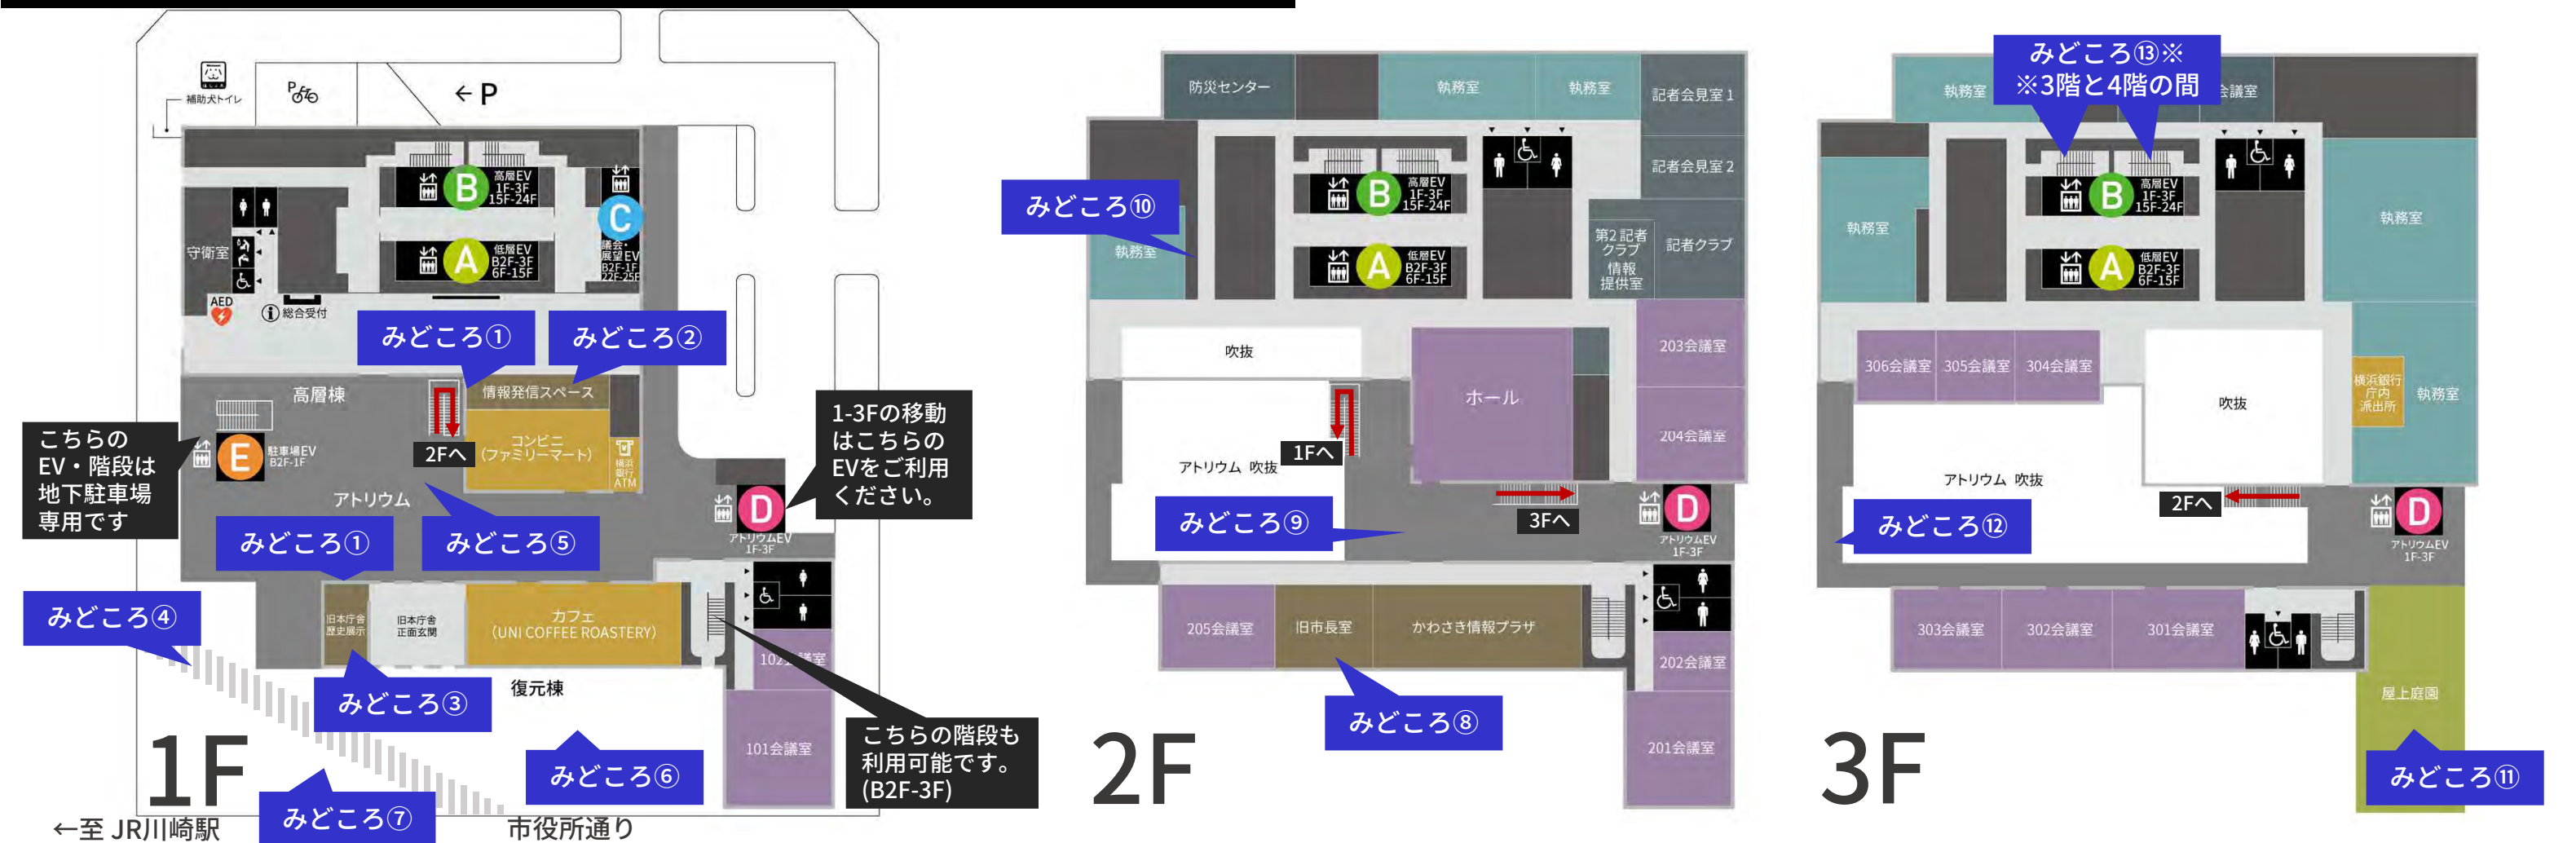 補助犬トイレ
P
←P
B
高層EV
1F-3F
15F-24F
A
低層EV
B2F-3F
6F-15F
C
議会・
展望EV
B2F-1F
22F-25F
守衛室
AED
総合受付
みどころ①
みどころ②
高層棟
情報発信スペース
コンビニ
（ファミリーマート）
横浜
銀行
ATM
2Fへ
こちらの
EV・階段は
地下駐車場
専用です
E
駐車場EV
B2F-1F
アトリウム
1-3Fの移動
はこちらの
EVをご利用
ください。
D
アトリウムEV
1F-3F
みどころ①
みどころ⑤
みどころ④
旧本庁舎
歴史展示
旧本庁舎
正面玄関
カフェ
（UNI COFFEE ROASTERY）
みどころ③
復元棟
102会議室
101会議室
みどころ⑥
みどころ⑦
こちらの階段も
利用可能です。
(B2F-3F)
1F
←至 JR川崎駅
市役所通り
防災センター
執務室
執務室
記者会見室1
記者会見室2
みどころ⑩
執務室
B
高層EV
1F-3F
15F-24F
A
低層EV
B2F-3F
6F-15F
第2記者
クラブ
情報
提供室
記者クラブ
吹抜
ホール
203会議室
204会議室
アトリウム 吹抜
1Fへ
みどころ⑨
3Fへ
D
アトリウムEV
1F-3F
205会議室
旧市長室
かわさき情報プラザ
202会議室
201会議室
みどころ⑧
2F
みどころ⑬※
※3階と4階の間
執務室
会議室
執務室
B
高層EV
1F-3F
15F-24F
A
低層EV
B2F-3F
6F-15F
執務室
306会議室
305会議室
304会議室
吹抜
横浜銀行
庁内
派出所
執務室
アトリウム 吹抜
みどころ⑫
2Fへ
D
アトリウムEV
1F-3F
303会議室
302会議室
301会議室
屋上庭園
みどころ⑪
3F